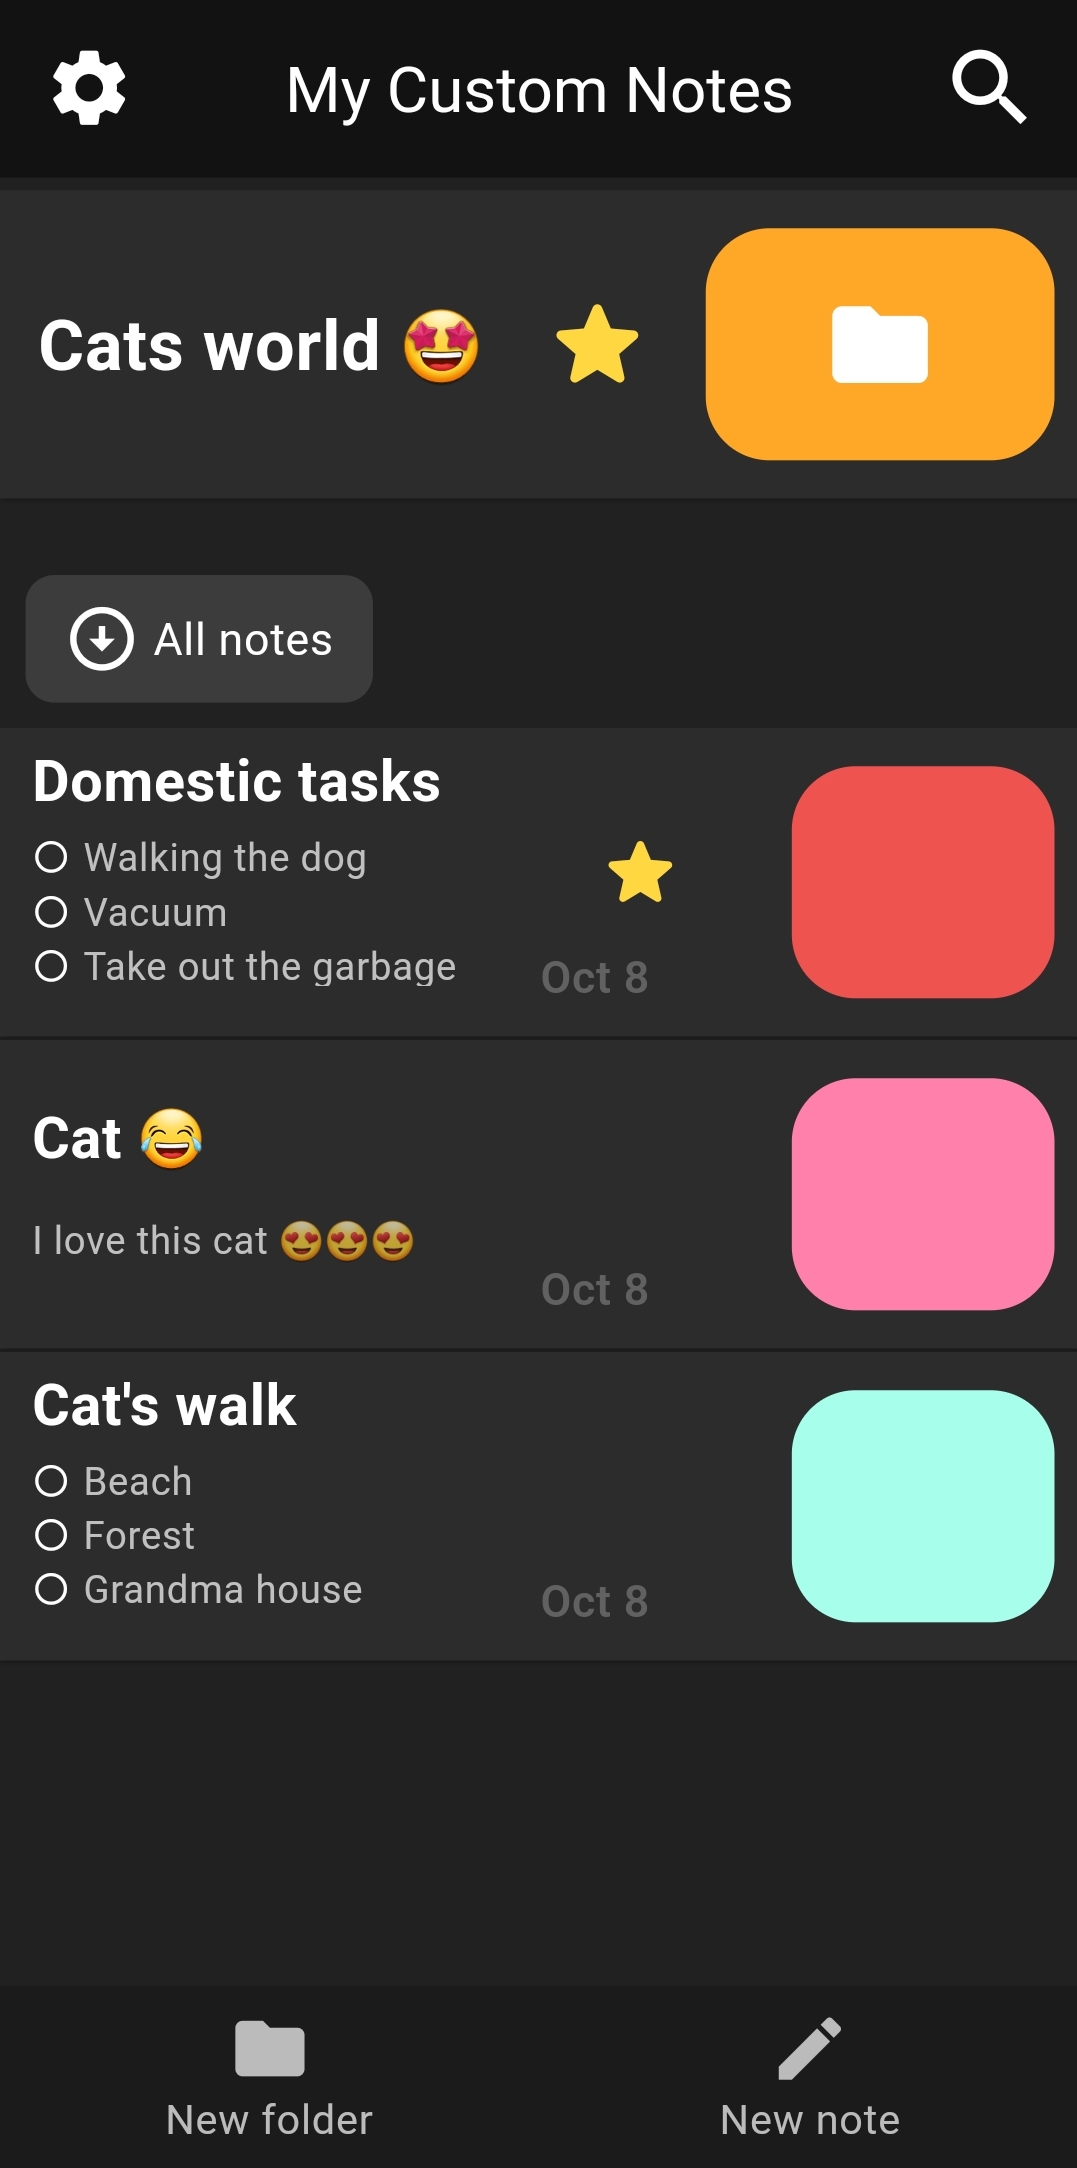 My Custom Notes
Cats world 🤩
All notes
Domestic tasks
Walking the dog
Vacuum
Take out the garbage
Oct 8
Cat 😂
I love this cat 😍😍😍
Oct 8
Cat's walk
Beach
Forest
Grandma house
Oct 8
New folder
New note